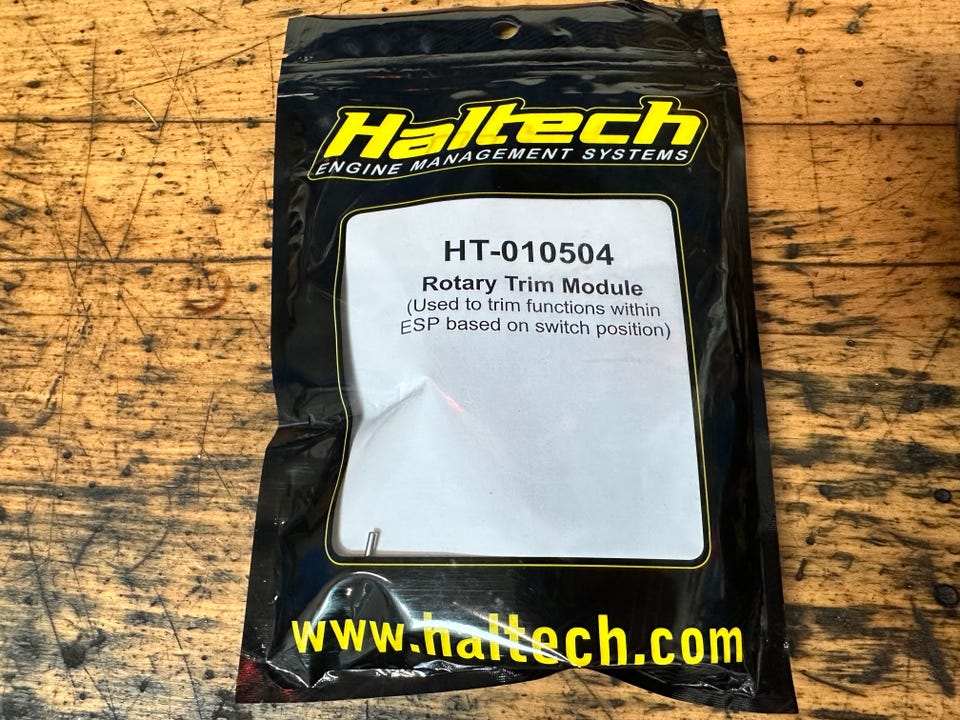 Haltech
ENGINE MANAGEMENT SYSTEMS
HT-010504
Rotary Trim Module
(Used to trim functions within
ESP based on switch position)
www.haltech.com